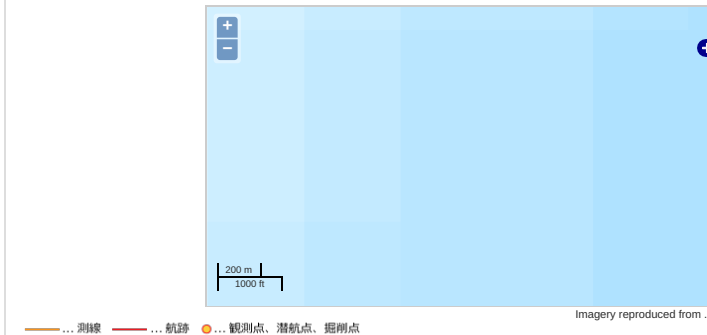 +
−
200 m
1000 ft
Imagery reproduced from .
… 測線 … 航跡 … 観測点、潜航点、掘削点